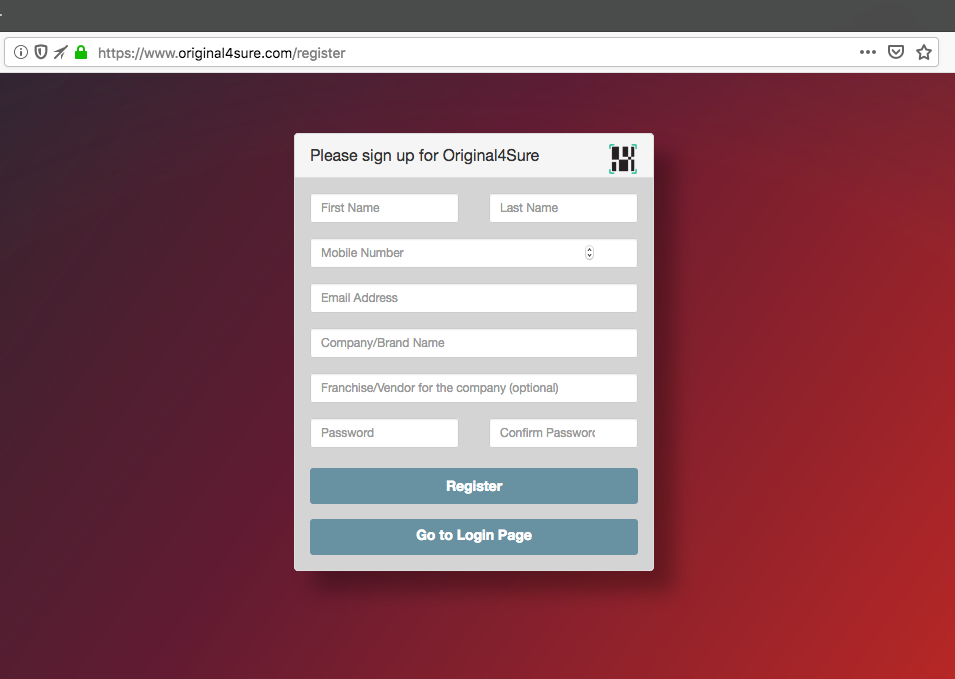 https://www.original4sure.com/register
Please sign up for Original4Sure
First Name
Last Name
Mobile Number
Email Address
Company/Brand Name
Franchise/Vendor for the company (optional)
Password
Confirm Password
Register
Go to Login Page